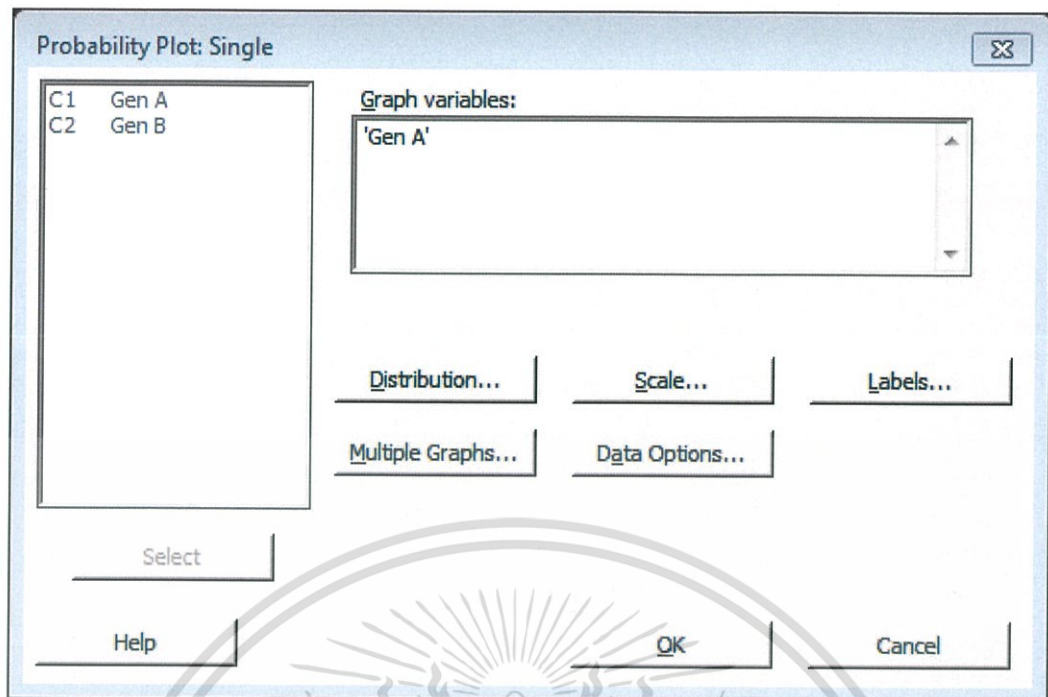 Probability Plot: Single
C1 Gen A
C2 Gen B
Graph variables:
'Gen A'
Distribution...
Scale...
Labels...
Multiple Graphs...
Data Options...
Select
Help
OK
Cancel